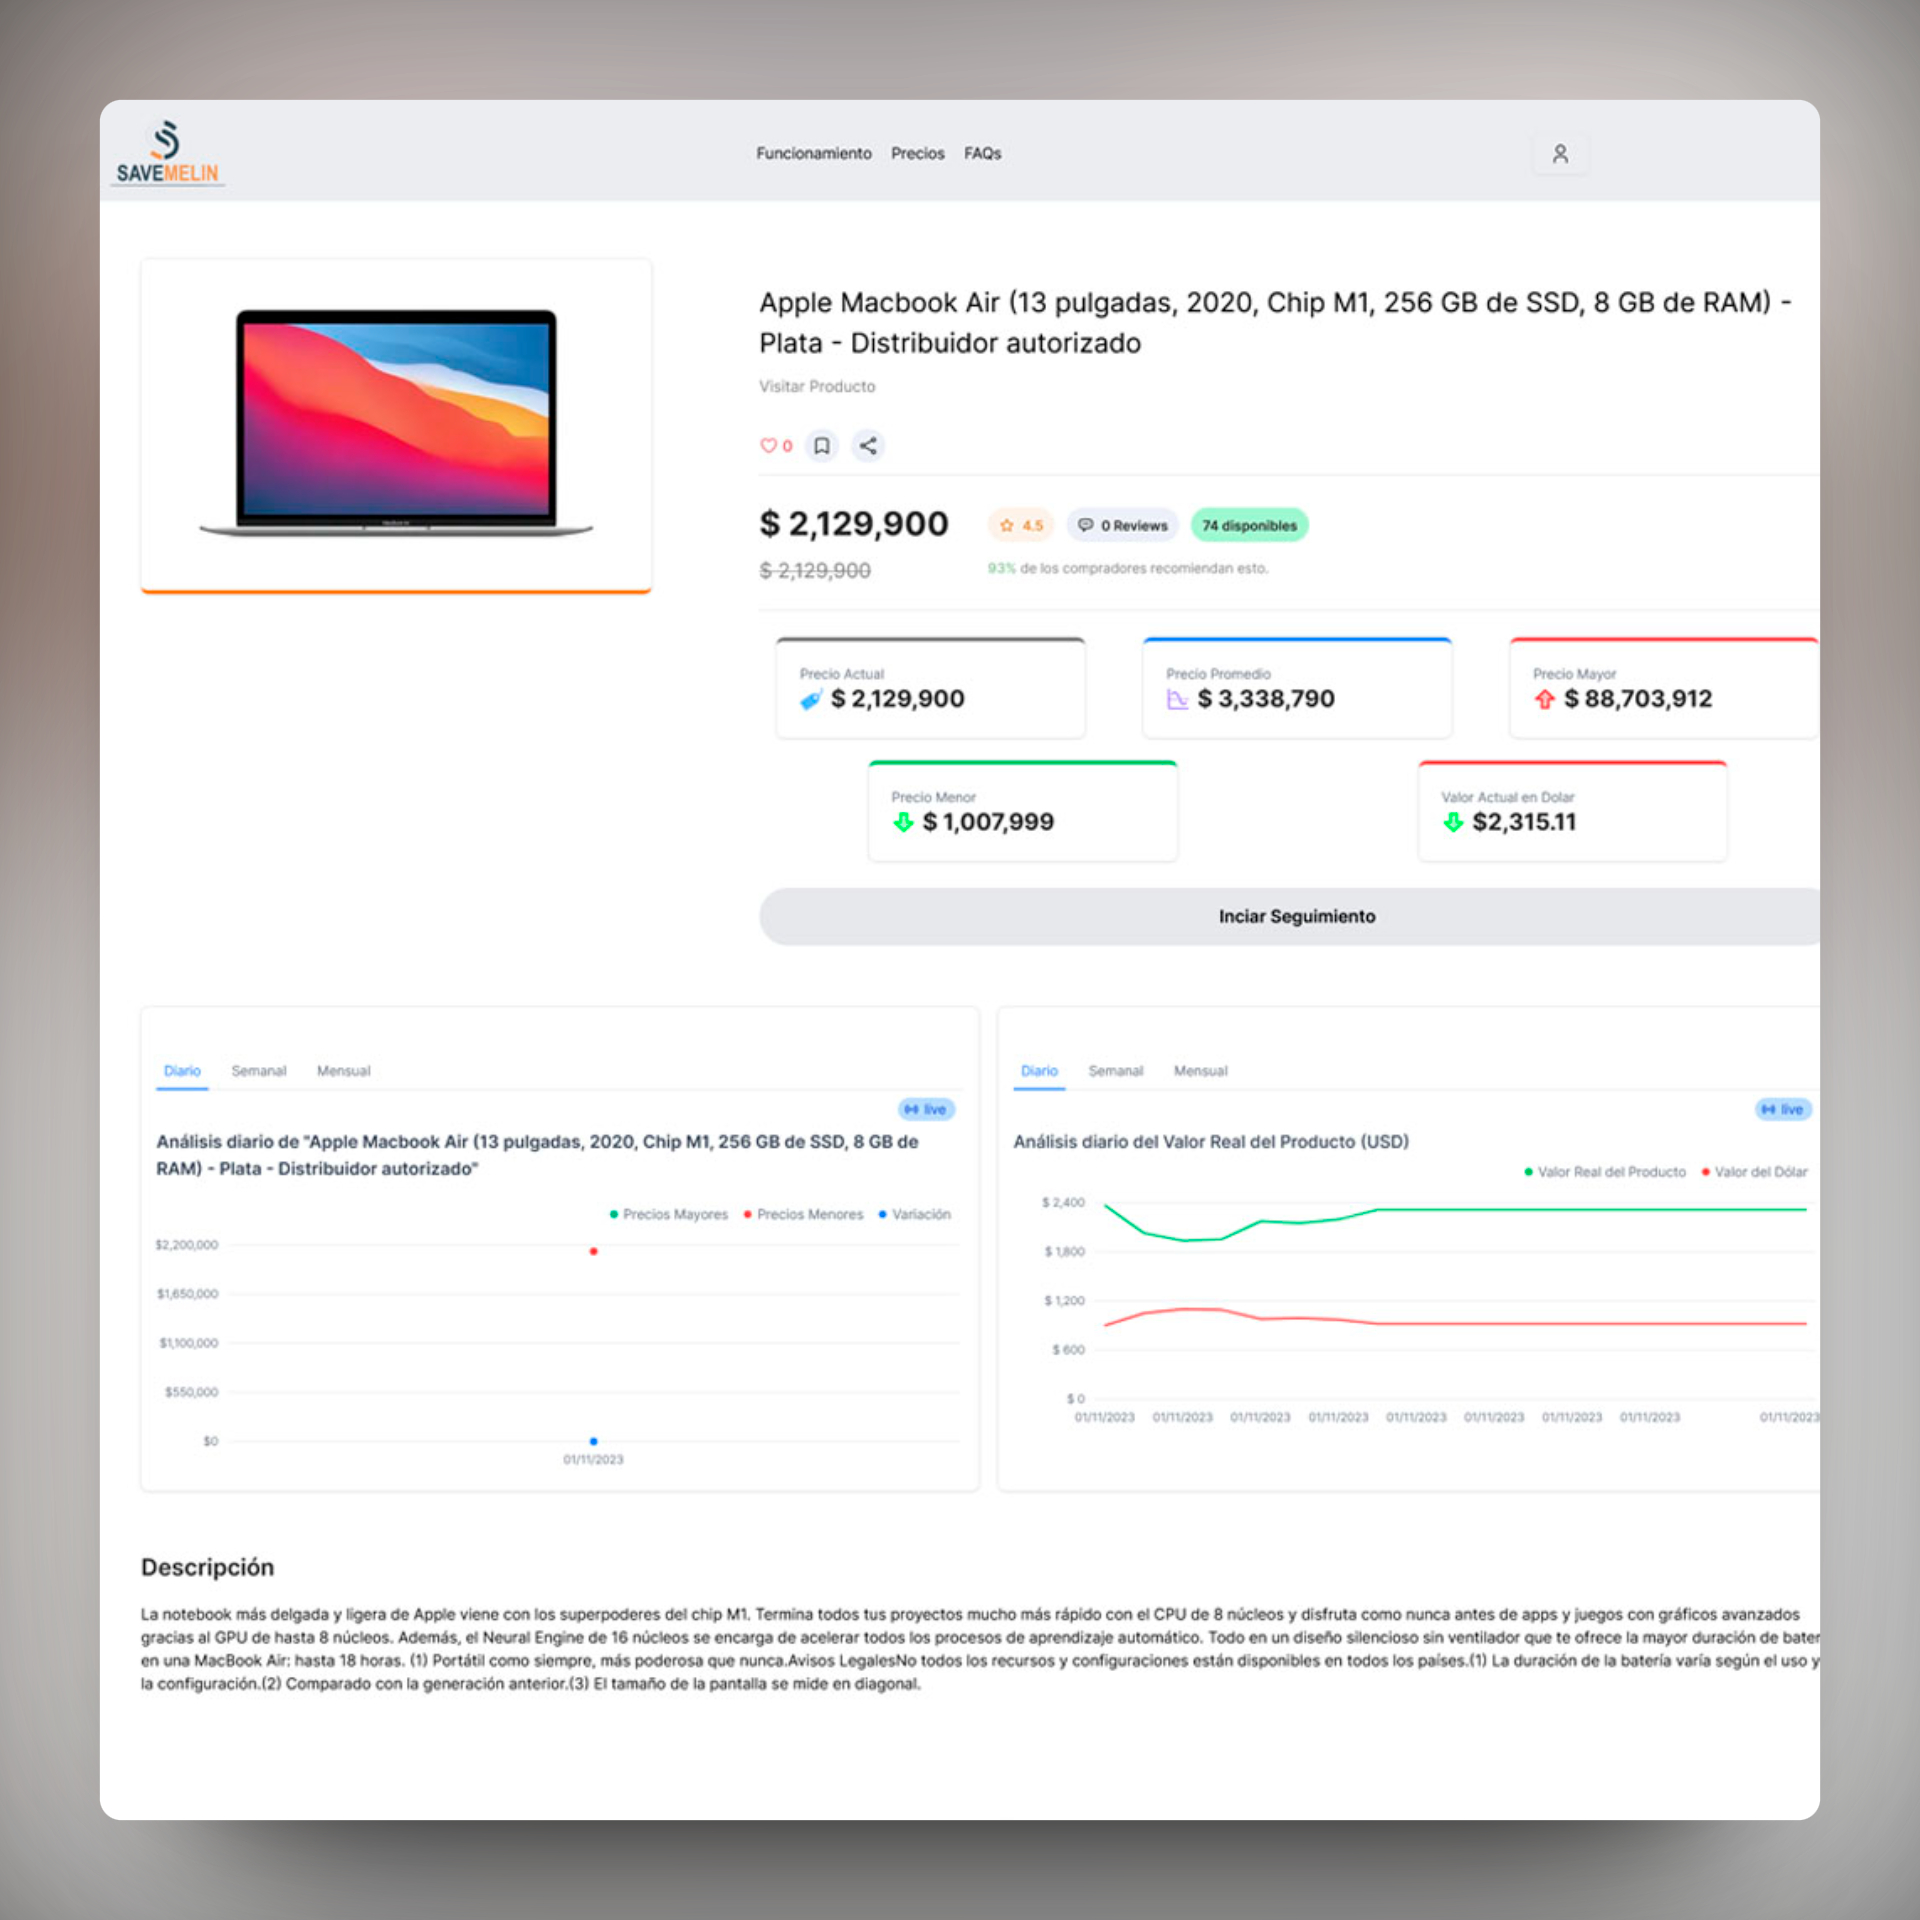 SAVEMELIN
Funcionamiento Precios FAQs
Apple Macbook Air (13 pulgadas, 2020, Chip M1, 256 GB de SSD, 8 GB de RAM) -
Plata - Distribuidor autorizado
Visitar Producto
0
$ 2,129,900
4.5
0 Reviews
74 disponibles
$ 2,129,900
93% de los compradores recomiendan esto.
Precio Actual
$ 2,129,900
Precio Promedio
$ 3,338,790
Precio Mayor
$ 88,703,912
Precio Menor
$ 1,007,999
Valor Actual en Dolar
$2,315.11
Inciar Seguimiento
Diario Semanal Mensual
live
Análisis diario de "Apple Macbook Air (13 pulgadas, 2020, Chip M1, 256 GB de SSD, 8 GB de
RAM) - Plata - Distribuidor autorizado"
Precios Mayores Precios Menores Variación
$2,200,000
$1,650,000
$1,100,000
$550,000
$0
01/11/2023
Diario Semanal Mensual
live
Análisis diario del Valor Real del Producto (USD)
Valor Real del Producto Valor del Dólar
$ 2,400
$ 1,800
$ 1,200
$ 600
$ 0
01/11/2023 01/11/2023 01/11/2023 01/11/2023 01/11/2023 01/11/2023 01/11/2023 01/11/2023 01/11/2023
Descripción
La notebook más delgada y ligera de Apple viene con los superpoderes del chip M1. Termina todos tus proyectos mucho más rápido con el CPU de 8 núcleos y disfruta como nunca antes de apps y juegos con gráficos avanzados
gracias al GPU de hasta 8 núcleos. Además, el Neural Engine de 16 núcleos se encarga de acelerar todos los procesos de aprendizaje automático. Todo en un diseño silencioso sin ventilador que te ofrece la mayor duración de bater
en una MacBook Air: hasta 18 horas. (1) Portátil como siempre, más poderosa que nunca.Avisos LegalesNo todos los recursos y configuraciones están disponibles en todos los países.(1) La duración de la batería varía según el uso y
la configuración.(2) Comparado con la generación anterior.(3) El tamaño de la pantalla se mide en diagonal.